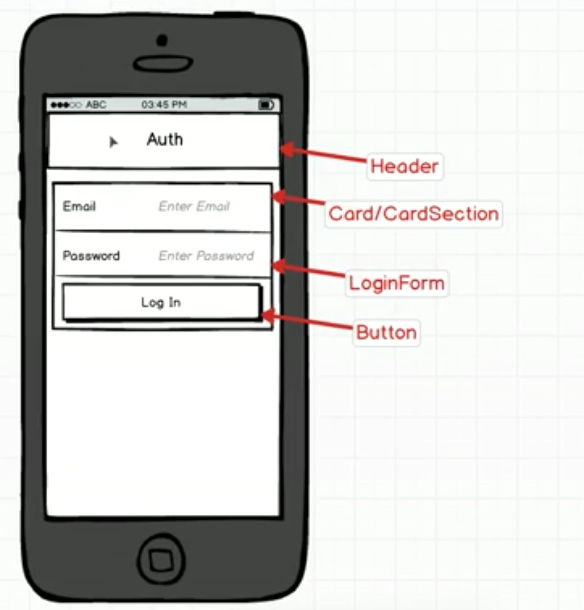 ABC 03:45 PM
Auth
Header
Card/CardSection
Email Enter Email
Password Enter Password
LoginForm
Log In
Button